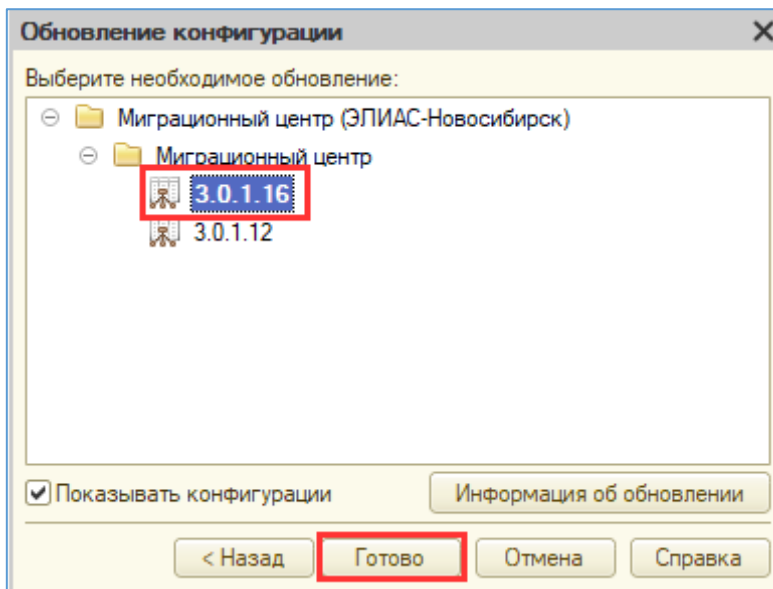 Обновление конфигурации
Выберите необходимое обновление:
Миграционный центр (ЭЛИАС-Новосибирск)
Миграционный центр
3.0.1.16
3.0.1.12
Показывать конфигурации
Информация об обновлении
< Назад
Готово
Отмена
Справка